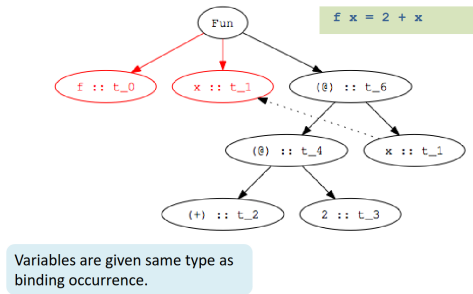 f x = 2 + x
Fun
f :: t_0
x :: t_1
(@) :: t_6
(@) :: t_4
x :: t_1
(+) :: t_2
2 :: t_3
Variables are given same type as
binding occurrence.